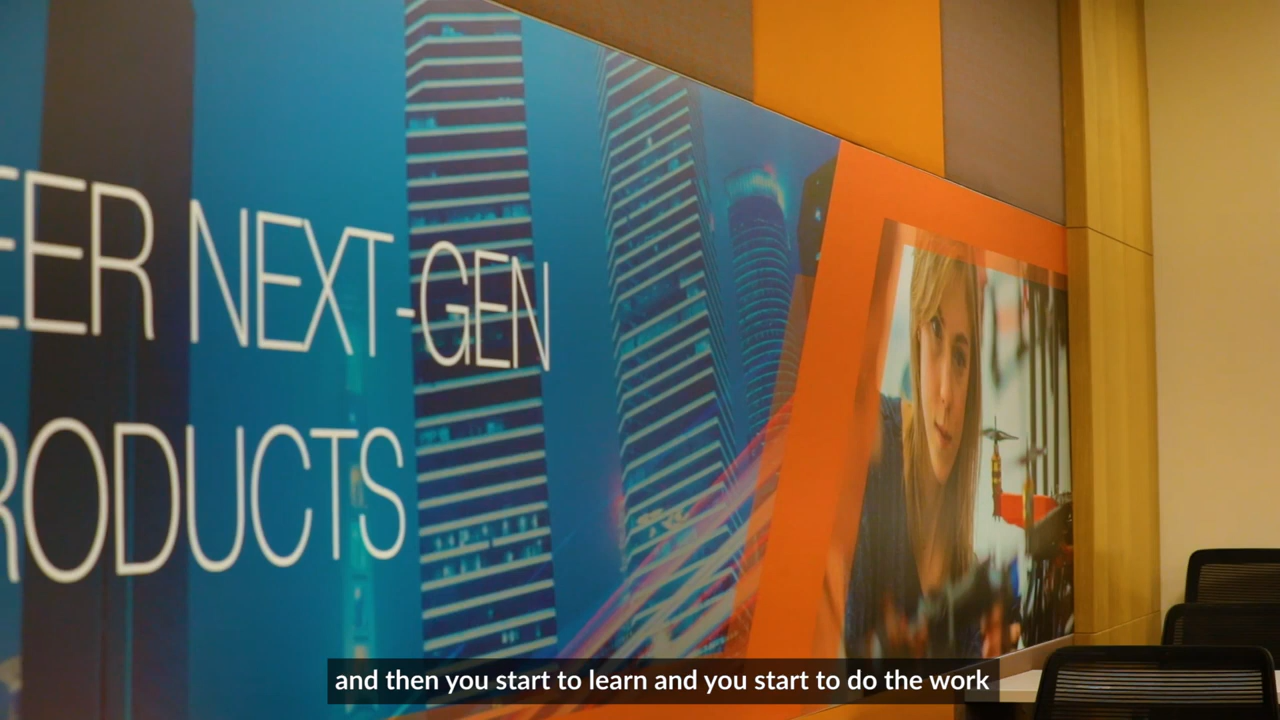 EER NEXT-GEN
RODUCTS
and then you start to learn and you start to do the work